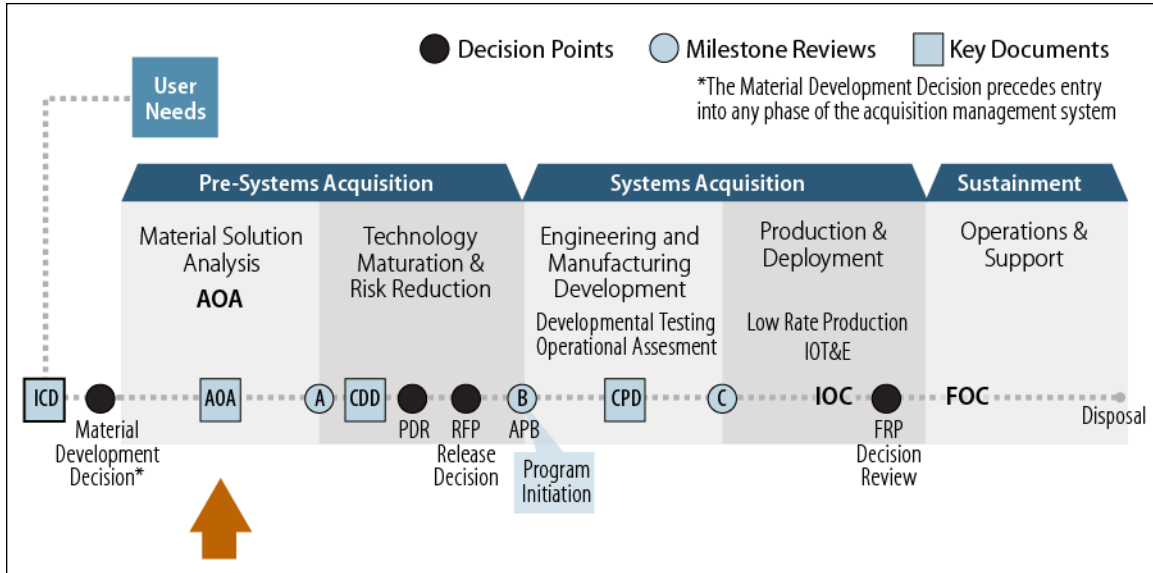 Decision Points
Milestone Reviews
Key Documents
*The Material Development Decision precedes entry
into any phase of the acquisition management system
User
Needs
Pre-Systems Acquisition
Systems Acquisition
Sustainment
Material Solution
Analysis
AOA
Technology
Maturation &
Risk Reduction
Engineering and
Manufacturing
Development
Developmental Testing
Operational Assesment
Production &
Deployment
Low Rate Production
IOT&E
Operations &
Support
ICD
AOA
A
CDD
B
CPD
C
IOC
FOC
Material
Development
Decision*
PDR
RFP
Release
Decision
APB
Program
Initiation
FRP
Decision
Review
Disposal